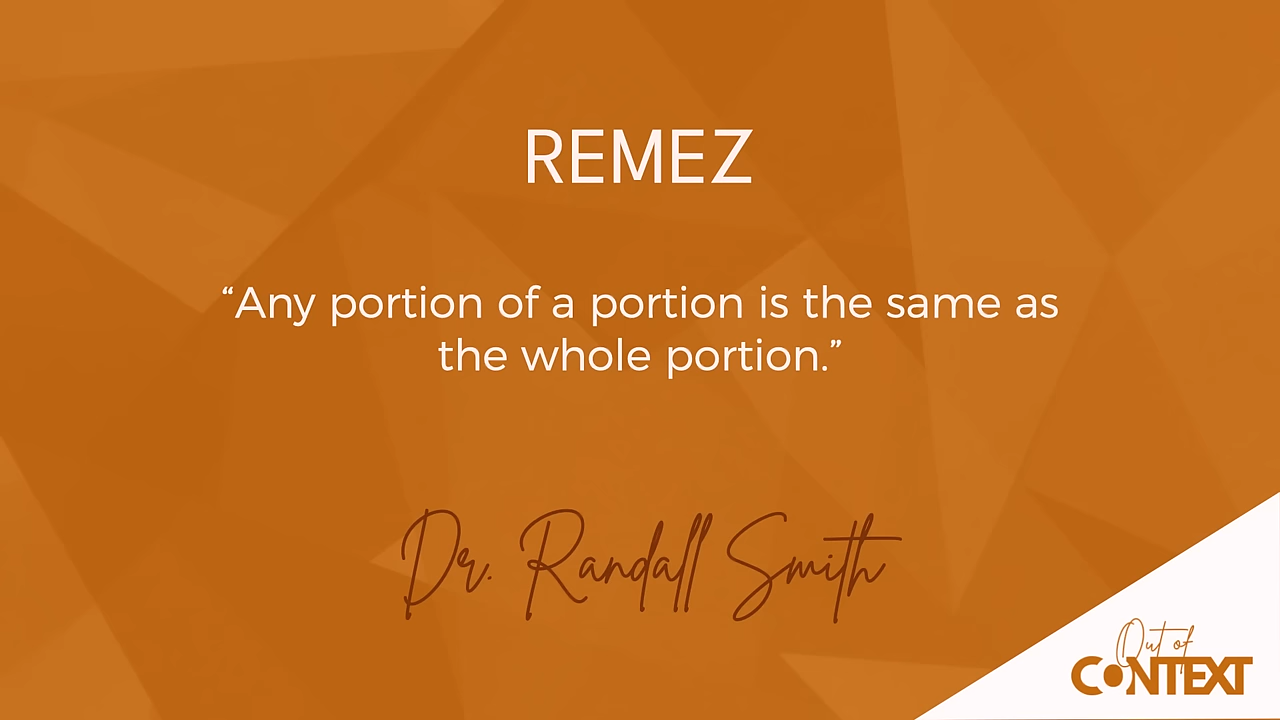 REMEZ
“Any portion of a portion is the same as
the whole portion.”
Dr. Randall Smith
Out of
CONTEXT